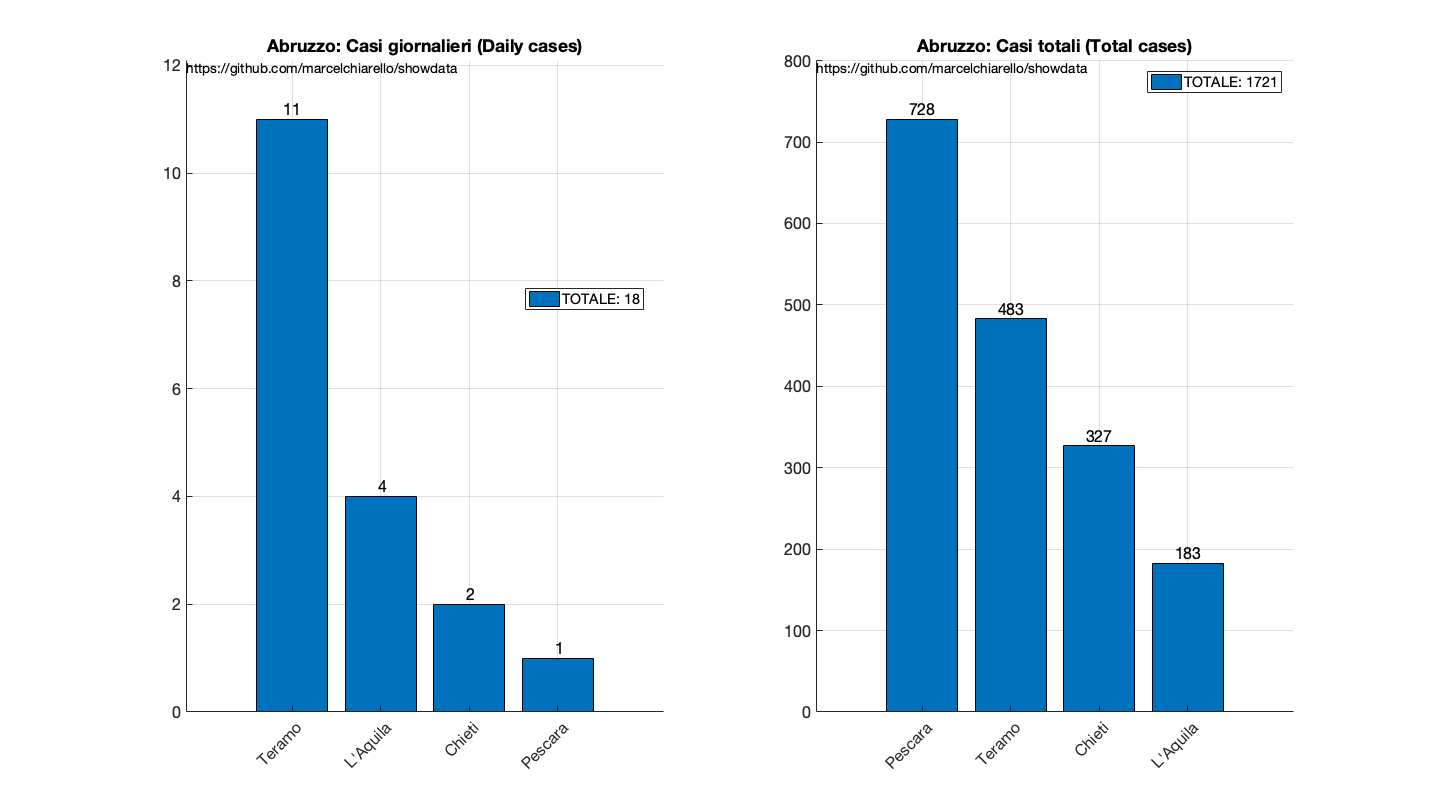 Abruzzo: Casi giornalieri (Daily cases)
https://github.com/marcelchiarello/showdata
12
10
8
6
4
2
0
11
4
2
1
TOTALE: 18
Teramo
L'Aquila
Chieti
Pescara
Abruzzo: Casi totali (Total cases)
https://github.com/marcelchiarello/showdata
TOTALE: 1721
800
700
600
500
400
300
200
100
0
728
483
327
183
Pescara
Teramo
Chieti
L'Aquila